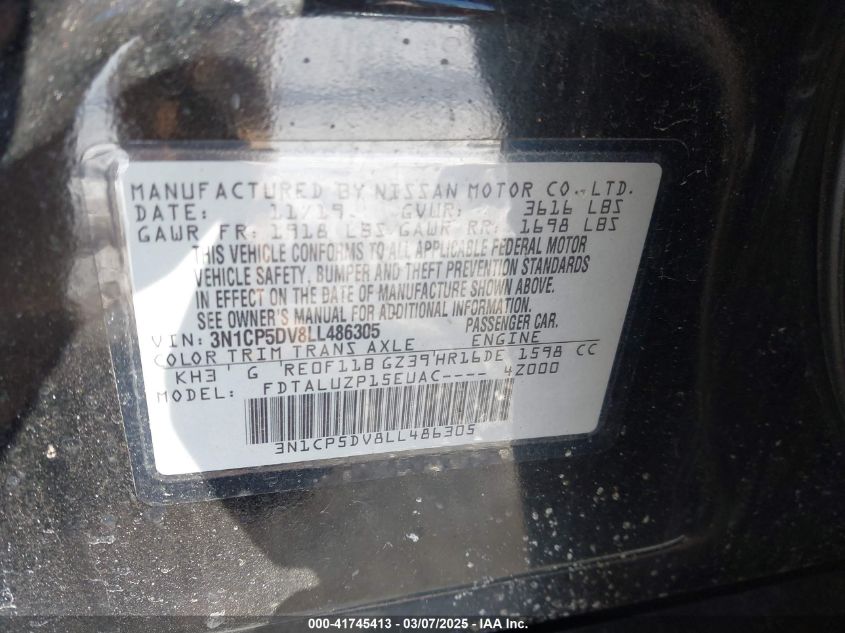 MANUFACTURED BY NISSAN MOTOR CO., LTD.
DATE: 11/19 GVWR: 3616 LBS
GAWR FR: 1918 LBS GAWR RR: 1698 LBS
THIS VEHICLE CONFORMS TO ALL APPLICABLE FEDERAL MOTOR
VEHICLE SAFETY, BUMPER AND THEFT PREVENTION STANDARDS
IN EFFECT ON THE DATE OF MANUFACTURE SHOWN ABOVE.
SEE OWNER'S MANUAL FOR ADDITIONAL INFORMATION.
VIN: 3N1CP5DV8LL486305 PASSENGER CAR.
COLOR TRIM TRANS AXLE ENGINE
KH3 ' G 'RE0F11B GZ39'HR16DE 1598 CC
MODEL: FDTALUZP15EUAC---- 4Z000
3N1CP5DV8LL486305
000-41745413 - 03/07/2025 - IAA Inc.